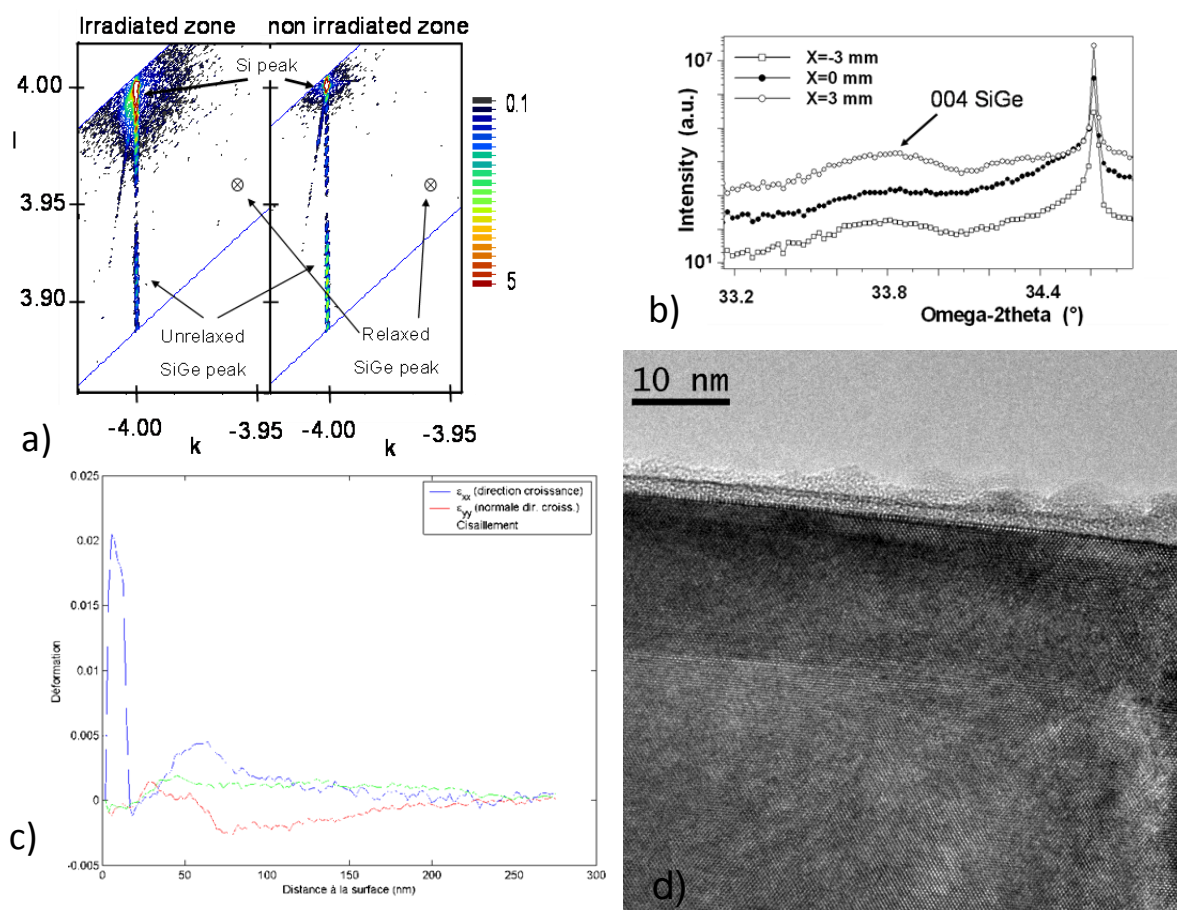 Irradiated zone
non irradiated zone
Si peak
4.00
l
3.95
3.90
0.1
5
Unrelaxed
SiGe peak
Relaxed
SiGe peak
-4.00
k
-3.95
-4.00
k
-3.95
a)
X=-3 mm
X=0 mm
X=3 mm
004 SiGe
Intensity (a.u.)
10⁷
10¹
33.2
33.8
34.4
Omega-2theta (°)
b)
ε_xx (direction croissance)
ε_yy (normale dir. croiss.)
Cisaillement
Déformation
0.025
0.02
0.015
0.01
0.005
0
-0.005
0
50
100
150
200
250
300
Distance à la surface (nm)
c)
10 nm
d)